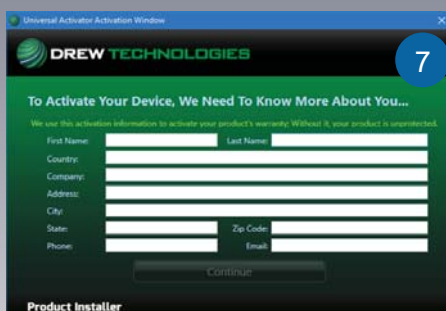 Universal Activator Activation Window
7
DREW TECHNOLOGIES
To Activate Your Device, We Need To Know More About You...
We use this activation information to activate your product's warranty; Without it, your product is unprotected.
First Name: Last Name:
Country:
Company:
Address:
City:
State: Zip Code:
Phone: Email:
Continue
Product Installer